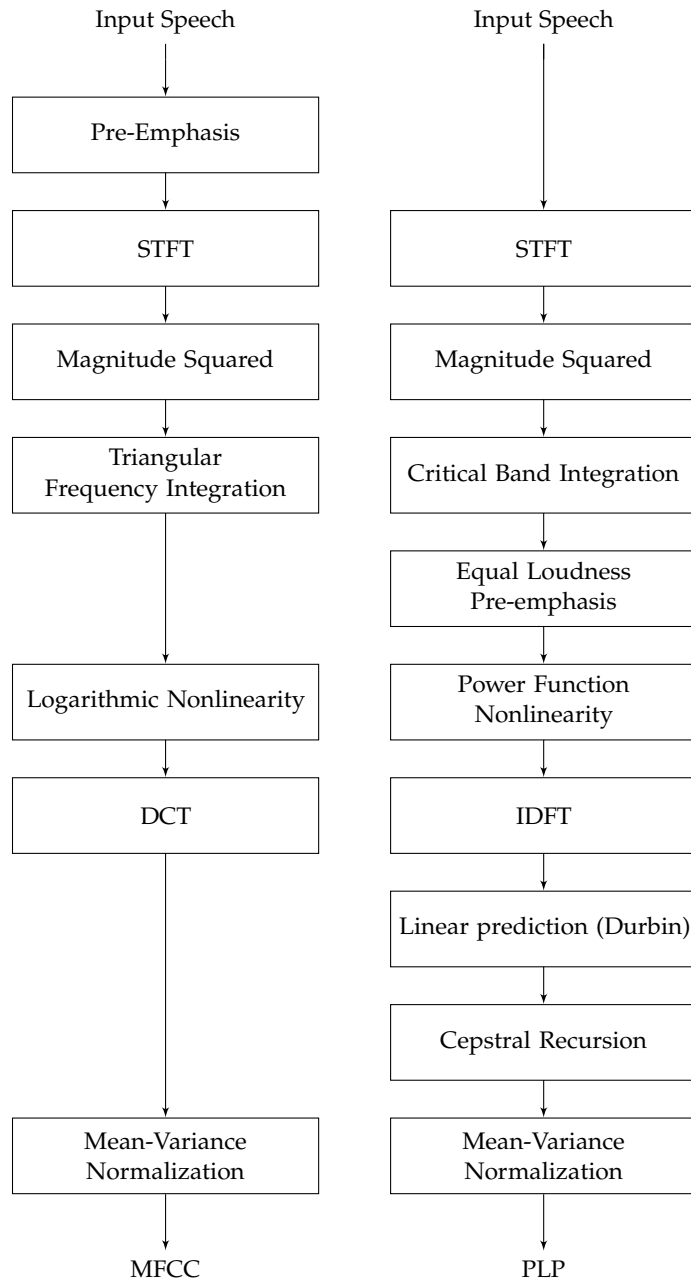 Input Speech
Pre-Emphasis
STFT
Magnitude Squared
Triangular
Frequency Integration
Logarithmic Nonlinearity
DCT
Mean-Variance
Normalization
MFCC
Input Speech
STFT
Magnitude Squared
Critical Band Integration
Equal Loudness
Pre-emphasis
Power Function
Nonlinearity
IDFT
Linear prediction (Durbin)
Cepstral Recursion
Mean-Variance
Normalization
PLP